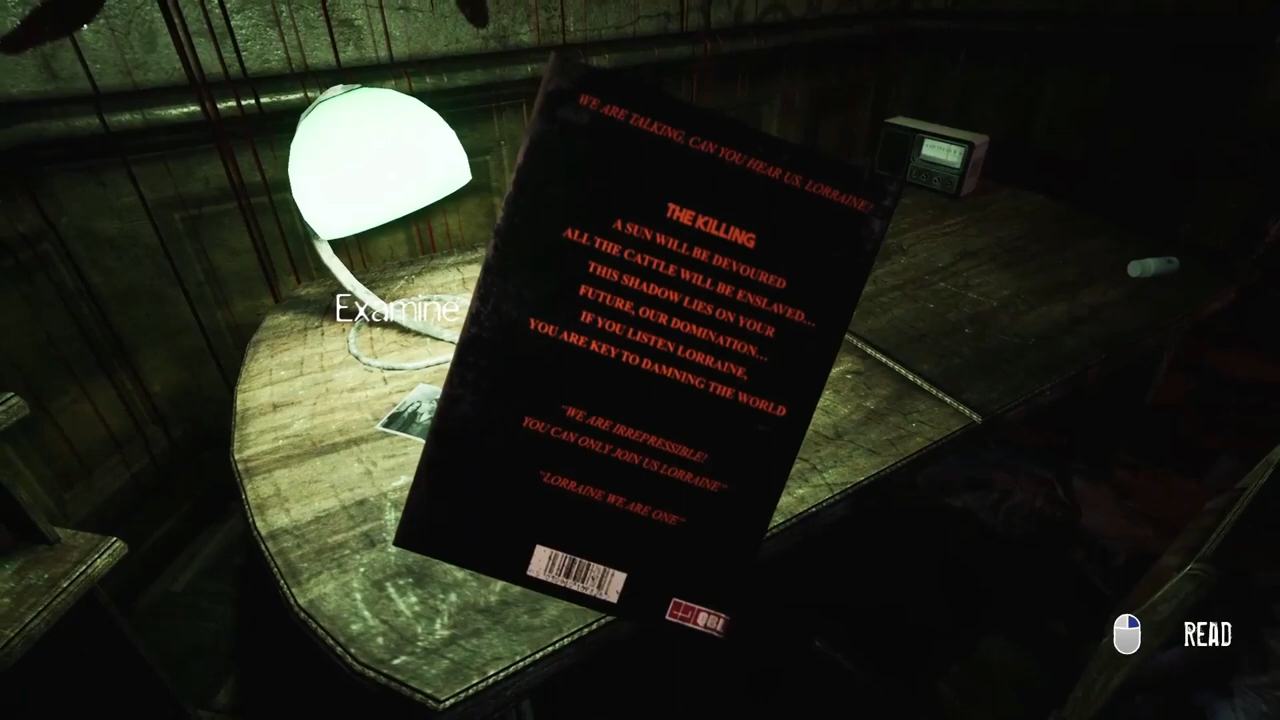 WE ARE TALKING, CAN YOU HEAR US, LORRAINE?
THE KILLING
A SUN WILL BE DEVOURED
ALL THE CATTLE WILL BE ENSLAVED...
THIS SHADOW LIES ON YOUR
FUTURE, OUR DOMINATION...
IF YOU LISTEN LORRAINE,
YOU ARE KEY TO DAMNING THE WORLD
"WE ARE IRREPRESSIBLE!
YOU CAN ONLY JOIN US LORRAINE"
"LORRAINE WE ARE ONE"
Examine
READ